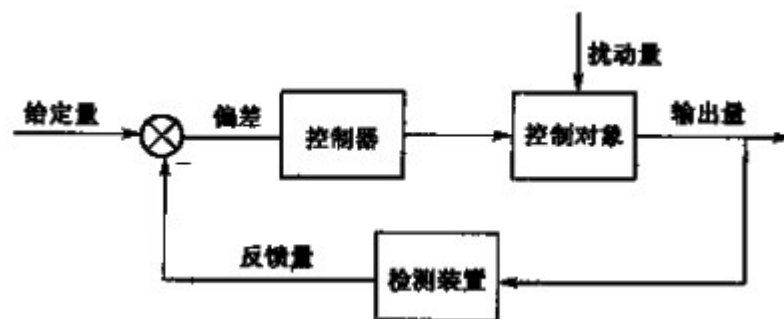 扰动量
给定量
偏差
控制器
控制对象
输出量
反馈量
检测装置